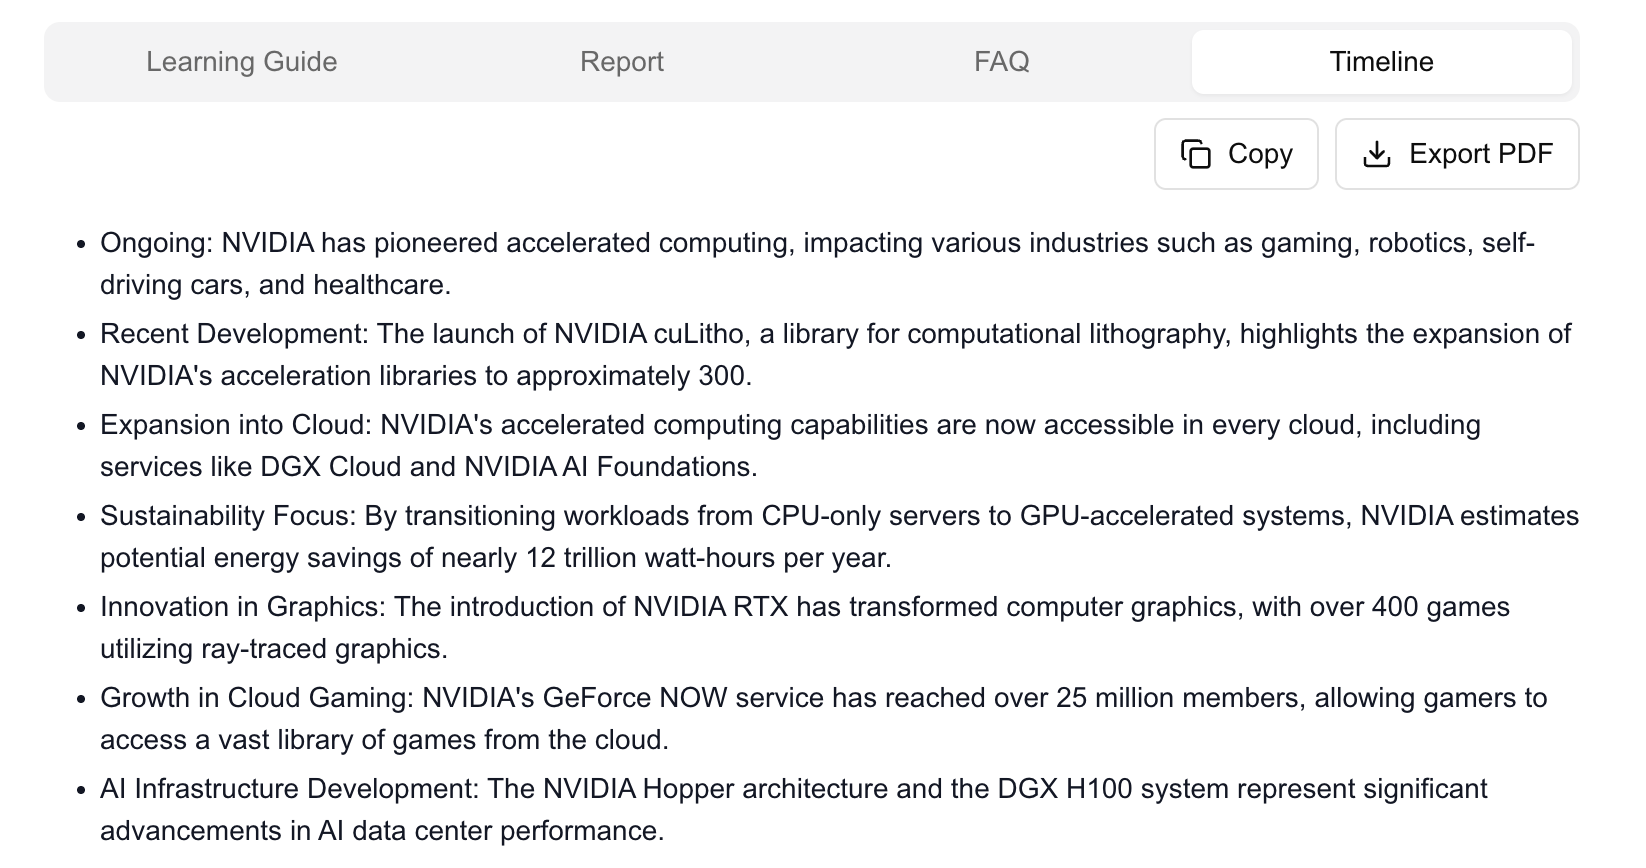 Learning Guide Report FAQ Timeline
Copy Export PDF
• Ongoing: NVIDIA has pioneered accelerated computing, impacting various industries such as gaming, robotics, self-
driving cars, and healthcare.
• Recent Development: The launch of NVIDIA cuLitho, a library for computational lithography, highlights the expansion of
NVIDIA's acceleration libraries to approximately 300.
• Expansion into Cloud: NVIDIA's accelerated computing capabilities are now accessible in every cloud, including
services like DGX Cloud and NVIDIA AI Foundations.
• Sustainability Focus: By transitioning workloads from CPU-only servers to GPU-accelerated systems, NVIDIA estimates
potential energy savings of nearly 12 trillion watt-hours per year.
• Innovation in Graphics: The introduction of NVIDIA RTX has transformed computer graphics, with over 400 games
utilizing ray-traced graphics.
• Growth in Cloud Gaming: NVIDIA's GeForce NOW service has reached over 25 million members, allowing gamers to
access a vast library of games from the cloud.
• AI Infrastructure Development: The NVIDIA Hopper architecture and the DGX H100 system represent significant
advancements in AI data center performance.